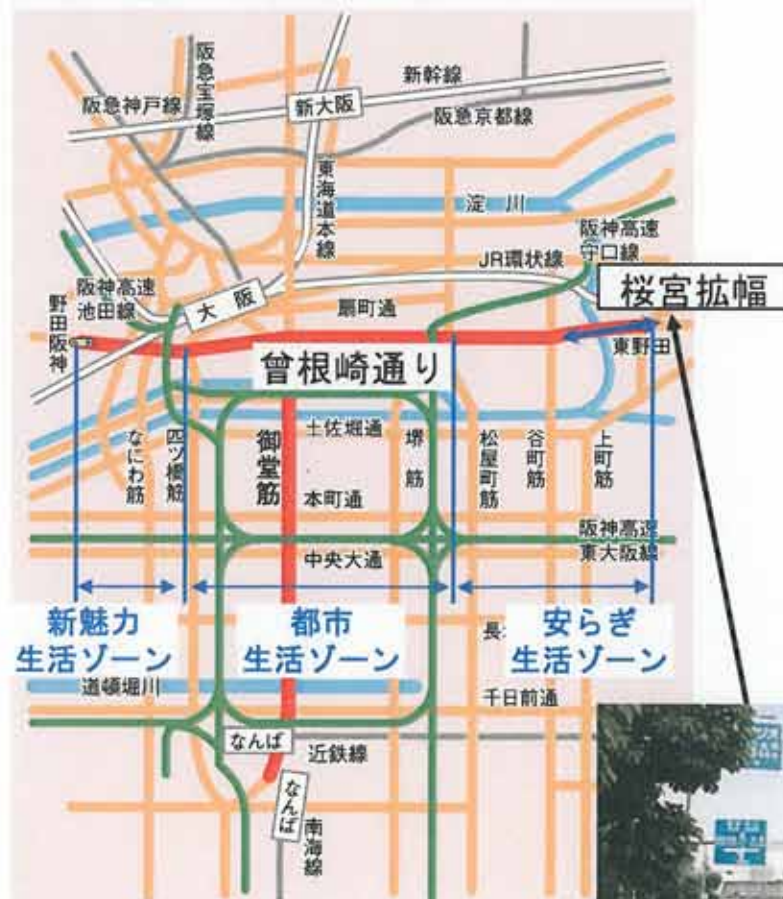 阪急宝塚線
新幹線
阪急神戸線
新大阪
阪急京都線
東海道本線
淀川
阪神高速
守口線
JR環状線
阪神高速
池田線
大阪
扇町通
桜宮拡幅
野田阪神
東野田
曾根崎通り
土佐堀通
なにわ筋
四ツ橋筋
御堂筋
堺筋
松屋町筋
谷町筋
上町筋
本町通
阪神高速
東大阪線
中央大通
新魅力
生活ゾーン
都市
生活ゾーン
長
安らぎ
生活ゾーン
道頓堀川
千日前通
なんば
近鉄線
なんば
南海線